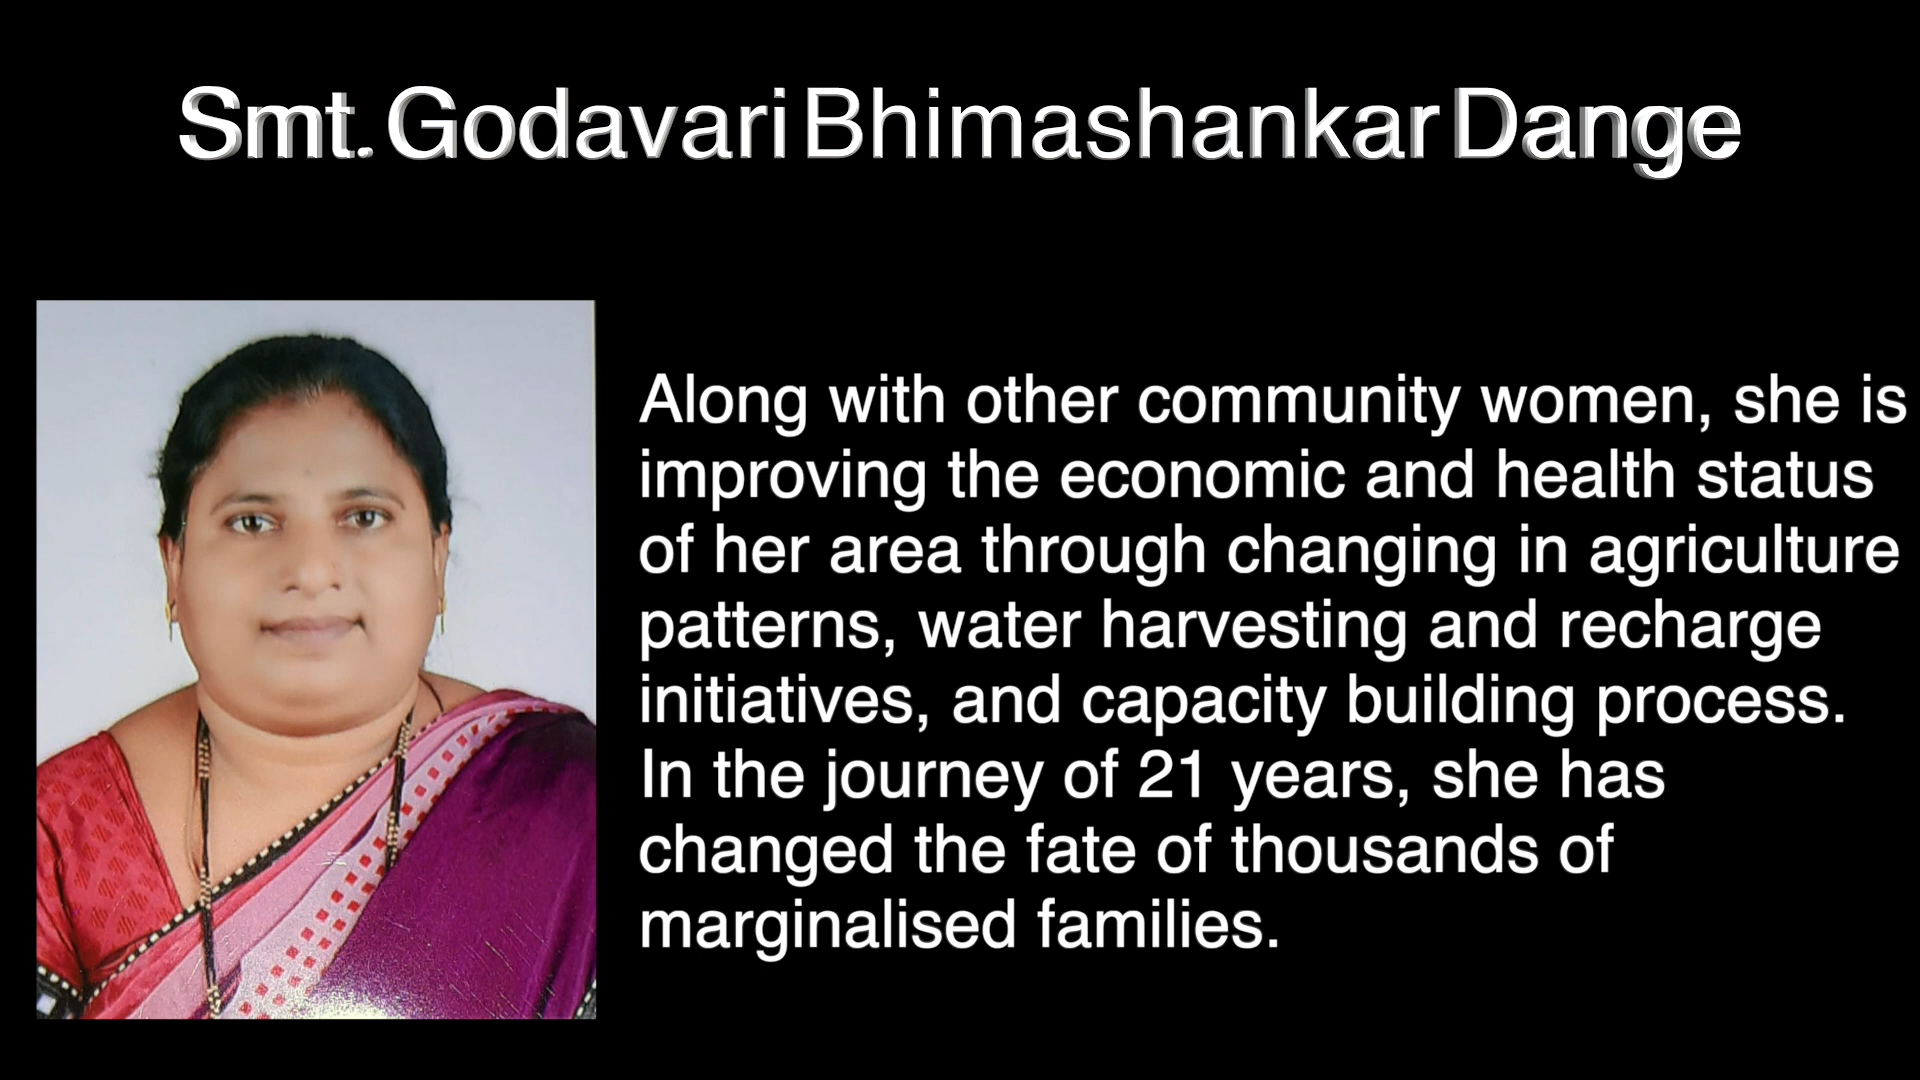 Smt. Godavari Bhimashankar Dange
Along with other community women, she is
improving the economic and health status
of her area through changing in agriculture
patterns, water harvesting and recharge
initiatives, and capacity building process.
In the journey of 21 years, she has
changed the fate of thousands of
marginalised families.